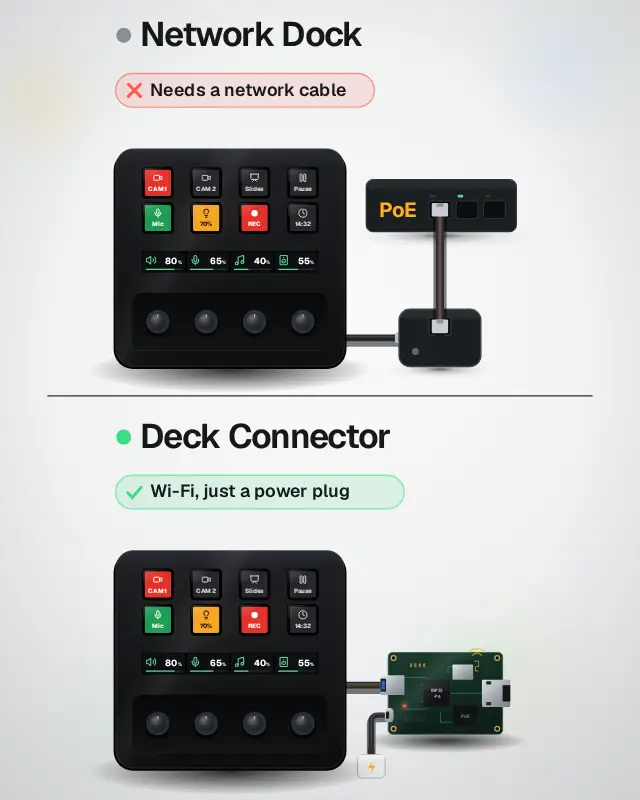 Network Dock
Needs a network cable
CAM1 CAM 2 Slides Pause
Mic 70% REC 14:32
80% 65% 40% 55%
PoE
Deck Connector
Wi-Fi, just a power plug
CAM1 CAM 2 Slides Pause
Mic 70% REC 14:32
80% 65% 40% 55%
PoE